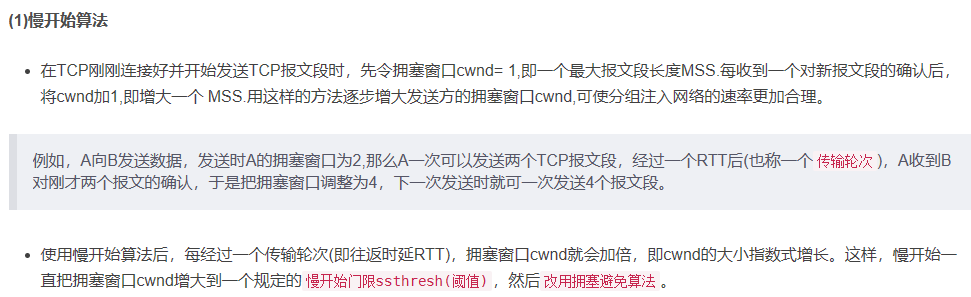 (1)慢开始算法
在TCP刚刚连接好并开始发送TCP报文段时，先令拥塞窗口cwnd= 1,即一个最大报文段长度MSS.每收到一个对新报文段的确认后，
将cwnd加1,即增大一个 MSS.用这样的方法逐步增大发送方的拥塞窗口cwnd,可使分组注入网络的速率更加合理。
例如，A向B发送数据，发送时A的拥塞窗口为2,那么A一次可以发送两个TCP报文段，经过一个RTT后(也称一个 传输轮次 )，A收到B
对刚才两个报文的确认，于是把拥塞窗口调整为4，下一次发送时就可一次发送4个报文段。
使用慢开始算法后，每经过一个传输轮次(即往返时延RTT)，拥塞窗口cwnd就会加倍，即cwnd的大小指数式增长。这样，慢开始一
直把拥塞窗口cwnd增大到一个规定的 慢开始门限ssthresh(阈值) ，然后 改用拥塞避免算法 。